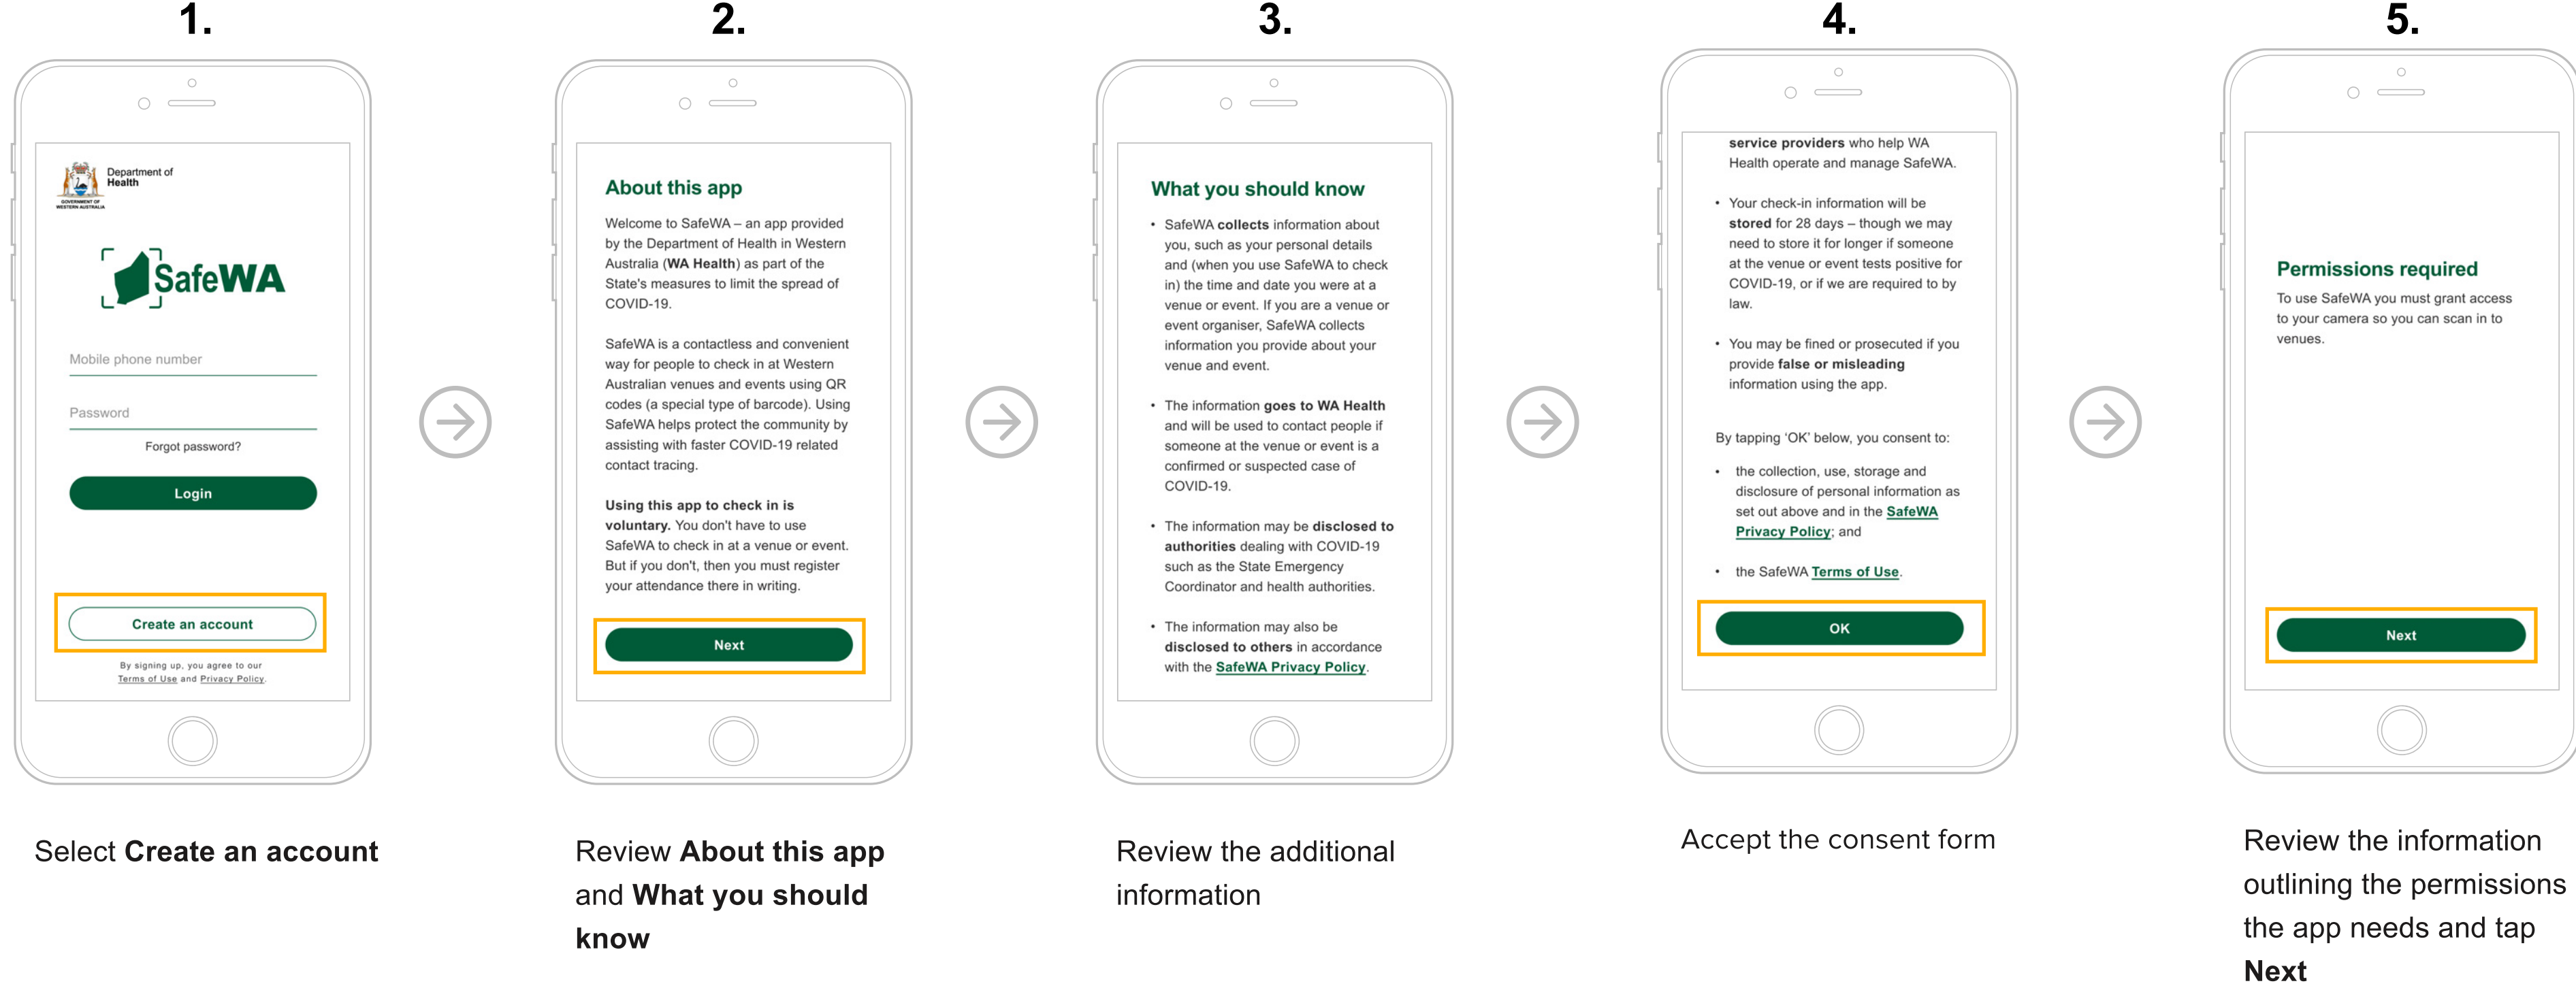 1.
Department of
Health
GOVERNMENT OF
WESTERN AUSTRALIA
SafeWA
Mobile phone number
Password
Forgot password?
Login
Create an account
By signing up, you agree to our
Terms of Use and Privacy Policy.
Select Create an account
2.
About this app
Welcome to SafeWA – an app provided
by the Department of Health in Western
Australia (WA Health) as part of the
State's measures to limit the spread of
COVID-19.
SafeWA is a contactless and convenient
way for people to check in at Western
Australian venues and events using QR
codes (a special type of barcode). Using
SafeWA helps protect the community by
assisting with faster COVID-19 related
contact tracing.
Using this app to check in is
voluntary. You don't have to use
SafeWA to check in at a venue or event.
But if you don't, then you must register
your attendance there in writing.
Next
Review About this app
and What you should
know
3.
What you should know
• SafeWA collects information about
you, such as your personal details
and (when you use SafeWA to check
in) the time and date you were at a
venue or event. If you are a venue or
event organiser, SafeWA collects
information you provide about your
venue and event.
• The information goes to WA Health
and will be used to contact people if
someone at the venue or event is a
confirmed or suspected case of
COVID-19.
• The information may be disclosed to
authorities dealing with COVID-19
such as the State Emergency
Coordinator and health authorities.
• The information may also be
disclosed to others in accordance
with the SafeWA Privacy Policy.
Review the additional
information
4.
service providers who help WA
Health operate and manage SafeWA.
• Your check-in information will be
stored for 28 days – though we may
need to store it for longer if someone
at the venue or event tests positive for
COVID-19, or if we are required to by
law.
• You may be fined or prosecuted if you
provide false or misleading
information using the app.
By tapping ‘OK’ below, you consent to:
• the collection, use, storage and
disclosure of personal information as
set out above and in the SafeWA
Privacy Policy; and
• the SafeWA Terms of Use.
OK
Accept the consent form
5.
Permissions required
To use SafeWA you must grant access
to your camera so you can scan in to
venues.
Next
Review the information
outlining the permissions
the app needs and tap
Next